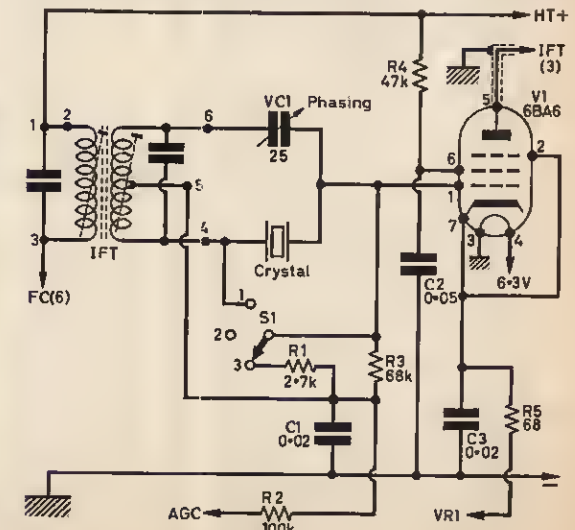 HT+
IFT
(3)
R4
47k
V1
6BA6
5
VC1
Phasing
1
2
6
25
6
2
1
5
7
3
4
3
4
IFT
Crystal
6·3V
C2
0·05
FC(6)
1
S1
2
3
R1
2·7k
R3
68k
C1
0·02
C3
0·02
R5
68
R2
100k
AGC
VR1